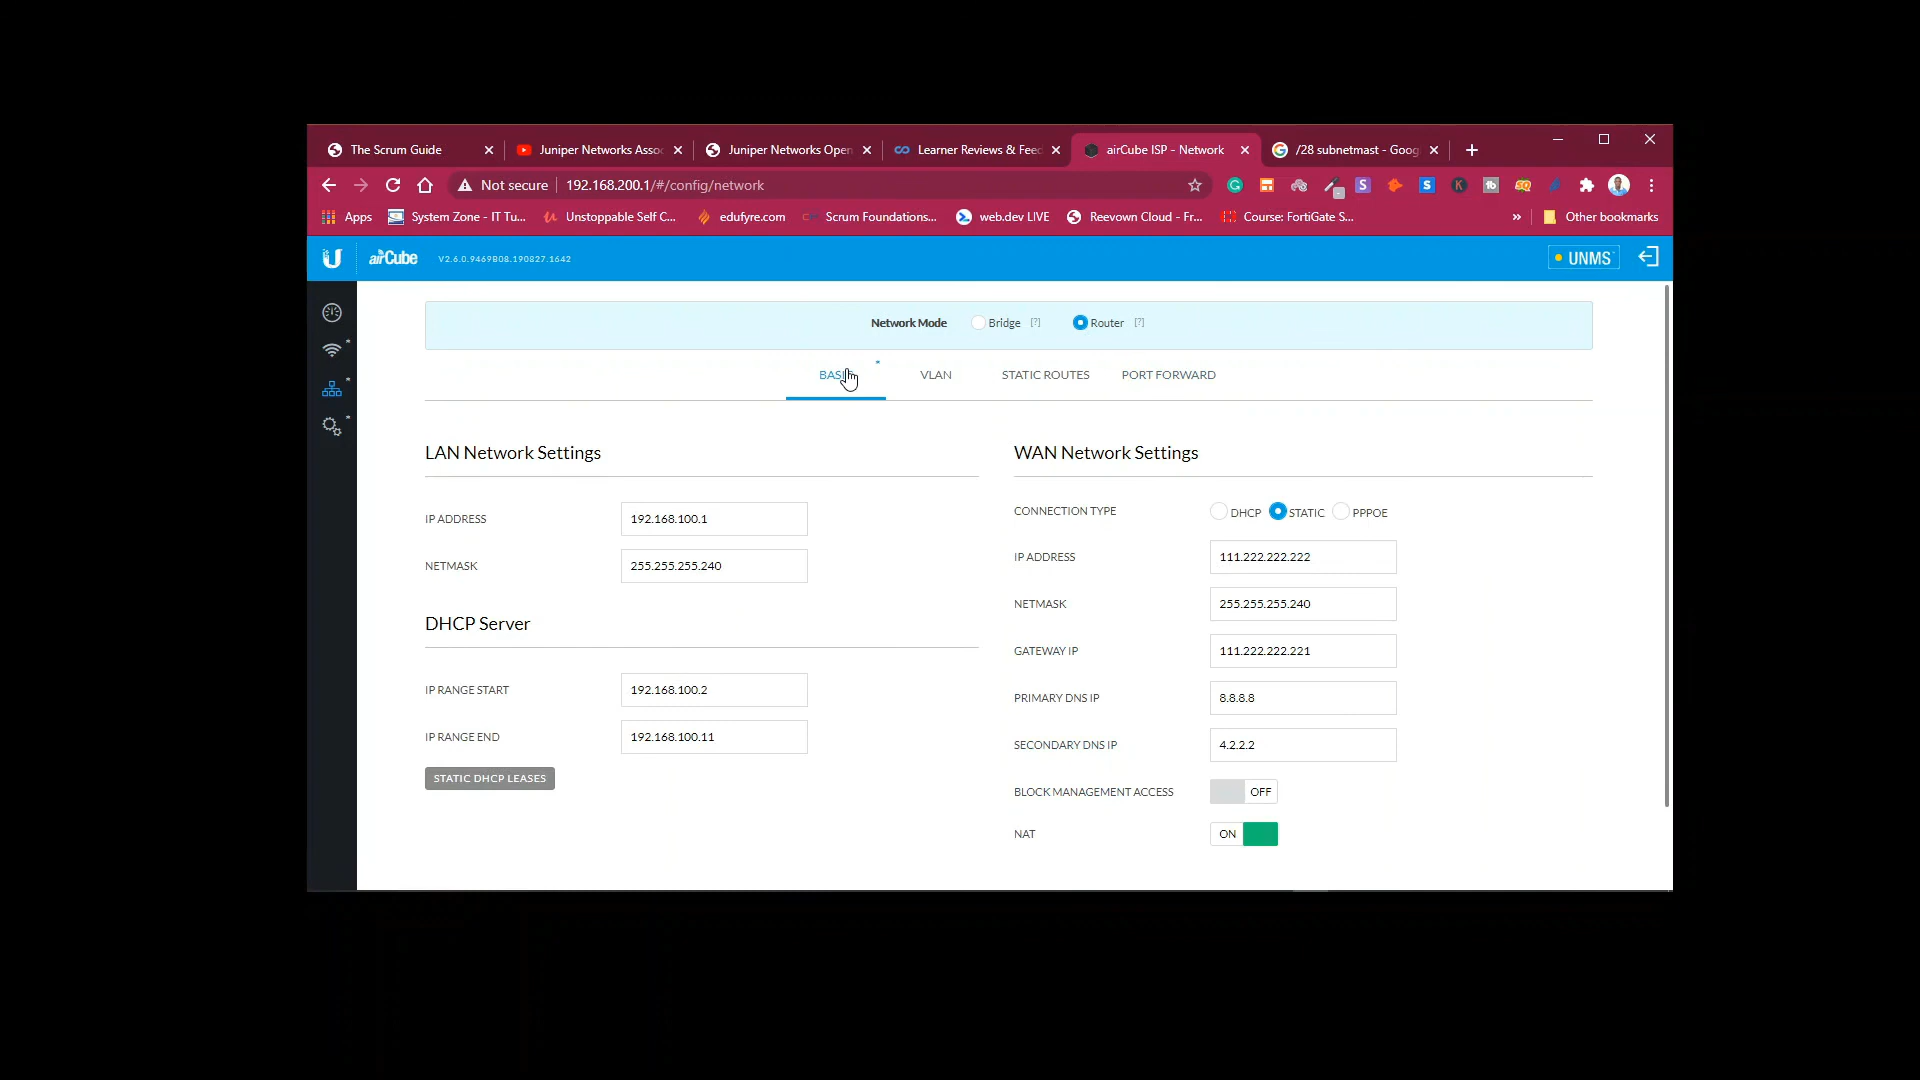 The Scrum Guide
Juniper Networks Assoc
Juniper Networks Open
Learner Reviews & Feed
airCube ISP - Network
/28 subnetmast - Goog
Not secure 192.168.200.1/#/config/network
Apps
System Zone - IT Tu...
Unstoppable Self C...
edufyre.com
Scrum Foundations...
web.dev LIVE
Reevown Cloud - Fr...
Course: FortiGate S...
Other bookmarks
airCube V2.6.0.9469B08.190827.1642
UNMS
Network Mode Bridge [?] Router [?]
VLAN STATIC ROUTES PORT FORWARD
LAN Network Settings
IP ADDRESS 192.168.100.1
NETMASK 255.255.255.240
DHCP Server
IP RANGE START 192.168.100.2
IP RANGE END 192.168.100.11
STATIC DHCP LEASES
WAN Network Settings
CONNECTION TYPE DHCP STATIC PPPOE
IP ADDRESS 111.222.222.222
NETMASK 255.255.255.240
GATEWAY IP 111.222.222.221
PRIMARY DNS IP 8.8.8.8
SECONDARY DNS IP 4.2.2.2
BLOCK MANAGEMENT ACCESS OFF
NAT ON